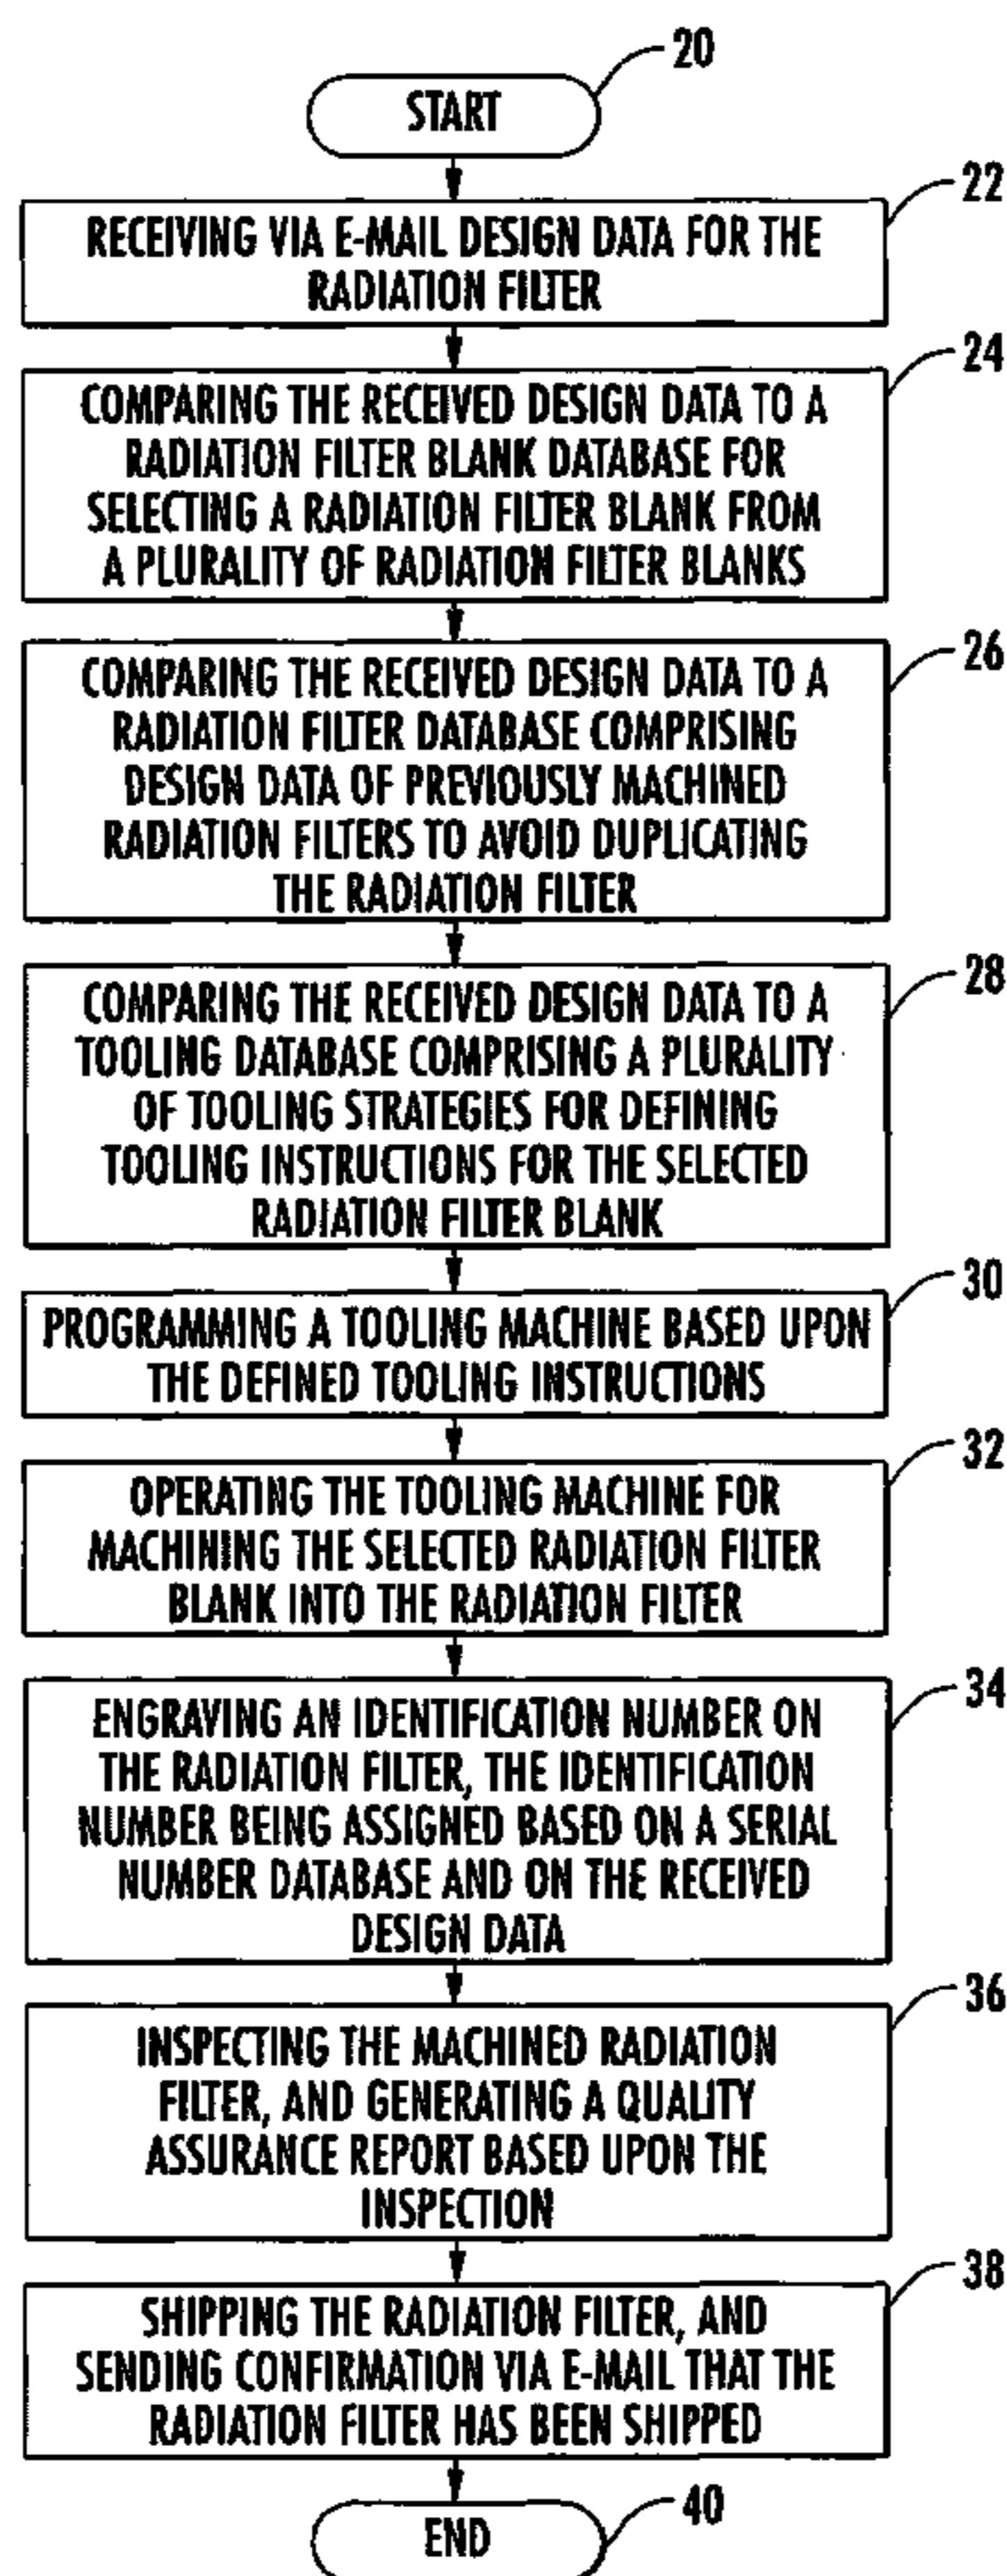 20
START
22
RECEIVING VIA E-MAIL DESIGN DATA FOR THE
RADIATION FILTER
24
COMPARING THE RECEIVED DESIGN DATA TO A
RADIATION FILTER BLANK DATABASE FOR
SELECTING A RADIATION FILTER BLANK FROM
A PLURALITY OF RADIATION FILTER BLANKS
26
COMPARING THE RECEIVED DESIGN DATA TO A
RADIATION FILTER DATABASE COMPRISING
DESIGN DATA OF PREVIOUSLY MACHINED
RADIATION FILTERS TO AVOID DUPLICATING
THE RADIATION FILTER
28
COMPARING THE RECEIVED DESIGN DATA TO A
TOOLING DATABASE COMPRISING A PLURALITY
OF TOOLING STRATEGIES FOR DEFINING
TOOLING INSTRUCTIONS FOR THE SELECTED
RADIATION FILTER BLANK
30
PROGRAMMING A TOOLING MACHINE BASED UPON
THE DEFINED TOOLING INSTRUCTIONS
32
OPERATING THE TOOLING MACHINE FOR
MACHINING THE SELECTED RADIATION FILTER
BLANK INTO THE RADIATION FILTER
34
ENGRAVING AN IDENTIFICATION NUMBER ON
THE RADIATION FILTER, THE IDENTIFICATION
NUMBER BEING ASSIGNED BASED ON A SERIAL
NUMBER DATABASE AND ON THE RECEIVED
DESIGN DATA
36
INSPECTING THE MACHINED RADIATION
FILTER, AND GENERATING A QUALITY
ASSURANCE REPORT BASED UPON THE
INSPECTION
38
SHIPPING THE RADIATION FILTER, AND
SENDING CONFIRMATION VIA E-MAIL THAT THE
RADIATION FILTER HAS BEEN SHIPPED
40
END